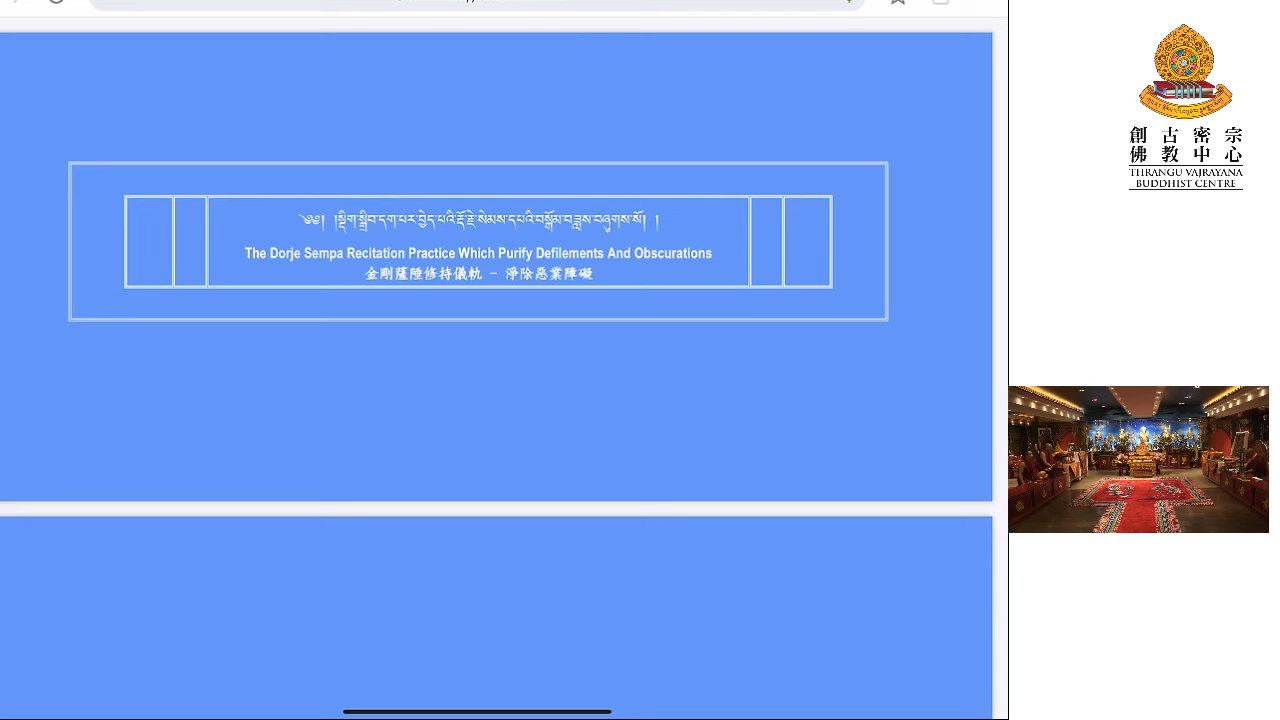 ༄༅། །སྡིག་སྒྲིབ་དག་པར་བྱེད་པའི་རྡོ་རྗེ་སེམས་དཔའི་བསྒོམ་བཟླས་བཞུགས་སོ། །
The Dorje Sempa Recitation Practice Which Purify Defilements And Obscurations
金剛薩陲修持儀軌 - 淨除惡業障礙
創古密宗
佛教中心
THRANGU VAJRAYANA
BUDDHIST CENTRE